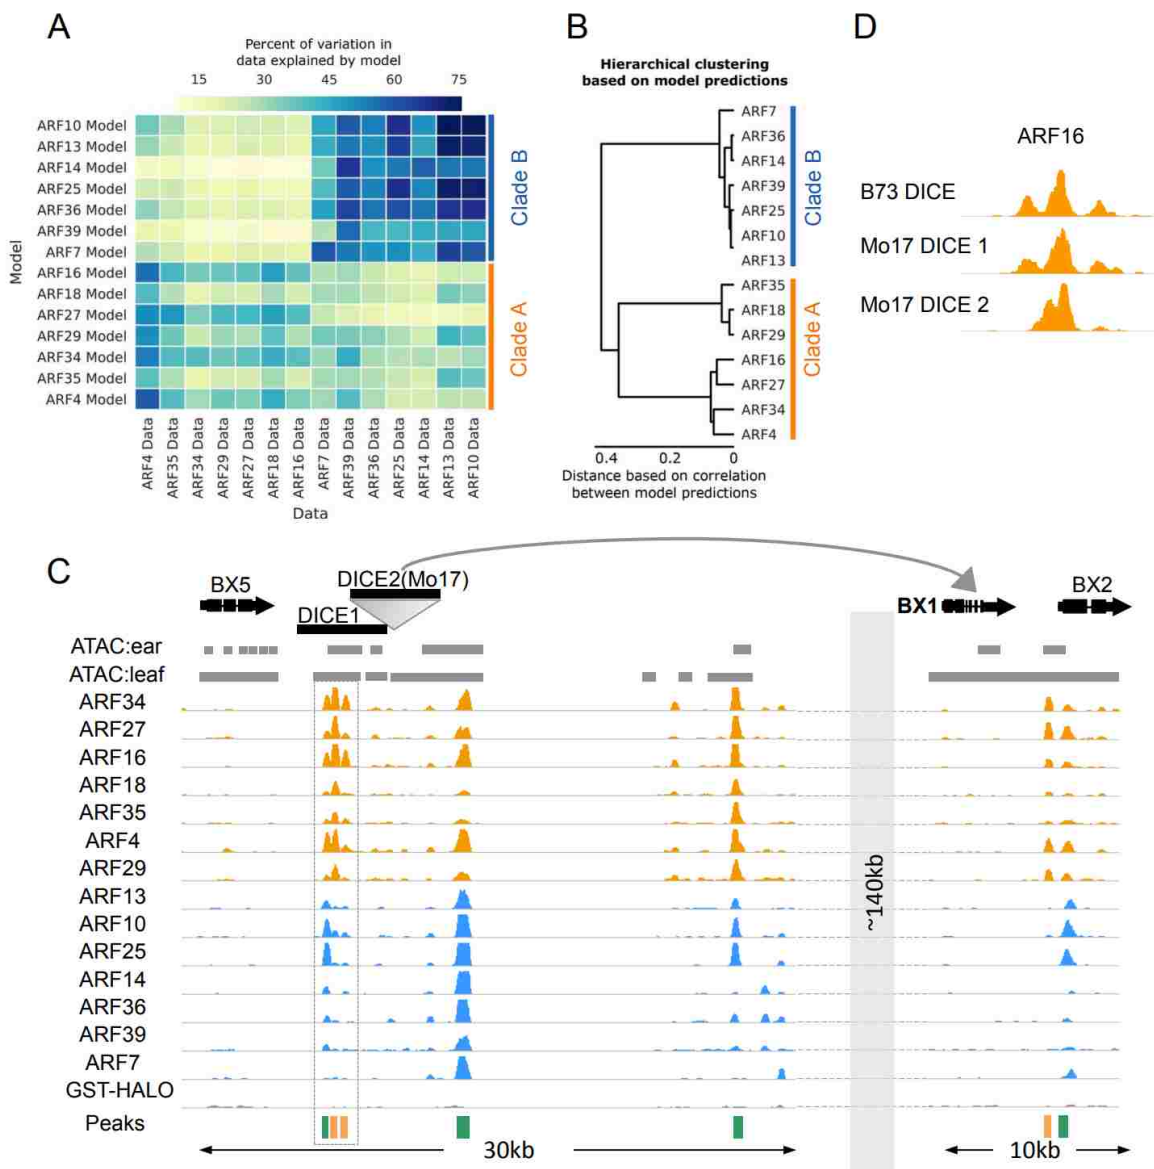 A
Percent of variation in
data explained by model
15 30 45 60 75
Model
ARF10 Model
ARF13 Model
ARF14 Model
ARF25 Model
ARF36 Model
ARF39 Model
ARF7 Model
ARF16 Model
ARF18 Model
ARF27 Model
ARF29 Model
ARF34 Model
ARF35 Model
ARF4 Model
Clade B
Clade A
ARF4 Data
ARF35 Data
ARF34 Data
ARF29 Data
ARF27 Data
ARF18 Data
ARF16 Data
ARF7 Data
ARF39 Data
ARF36 Data
ARF25 Data
ARF14 Data
ARF13 Data
ARF10 Data
Data
B
Hierarchical clustering
based on model predictions
ARF7
ARF36
ARF14
ARF39
ARF25
ARF10
ARF13
ARF35
ARF18
ARF29
ARF16
ARF27
ARF34
ARF4
Clade B
Clade A
0.4 0.2 0
Distance based on correlation
between model predictions
D
ARF16
B73 DICE
Mo17 DICE 1
Mo17 DICE 2
C
BX5
DICE1
DICE2(Mo17)
BX1
BX2
ATAC:ear
ATAC:leaf
ARF34
ARF27
ARF16
ARF18
ARF35
ARF4
ARF29
ARF13
ARF10
ARF25
ARF14
ARF36
ARF39
ARF7
GST-HALO
Peaks
~140kb
30kb
10kb